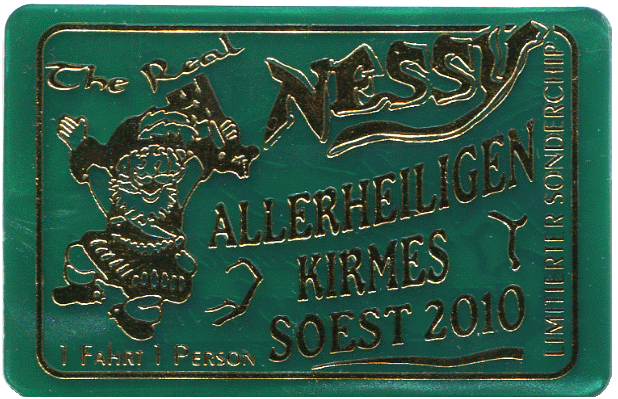 The Real
NESSY
ALLERHEILIGEN
KIRMES
SOEST 2010
1 FAHRT 1 PERSON
LIMITIERTER SONDERCHIP